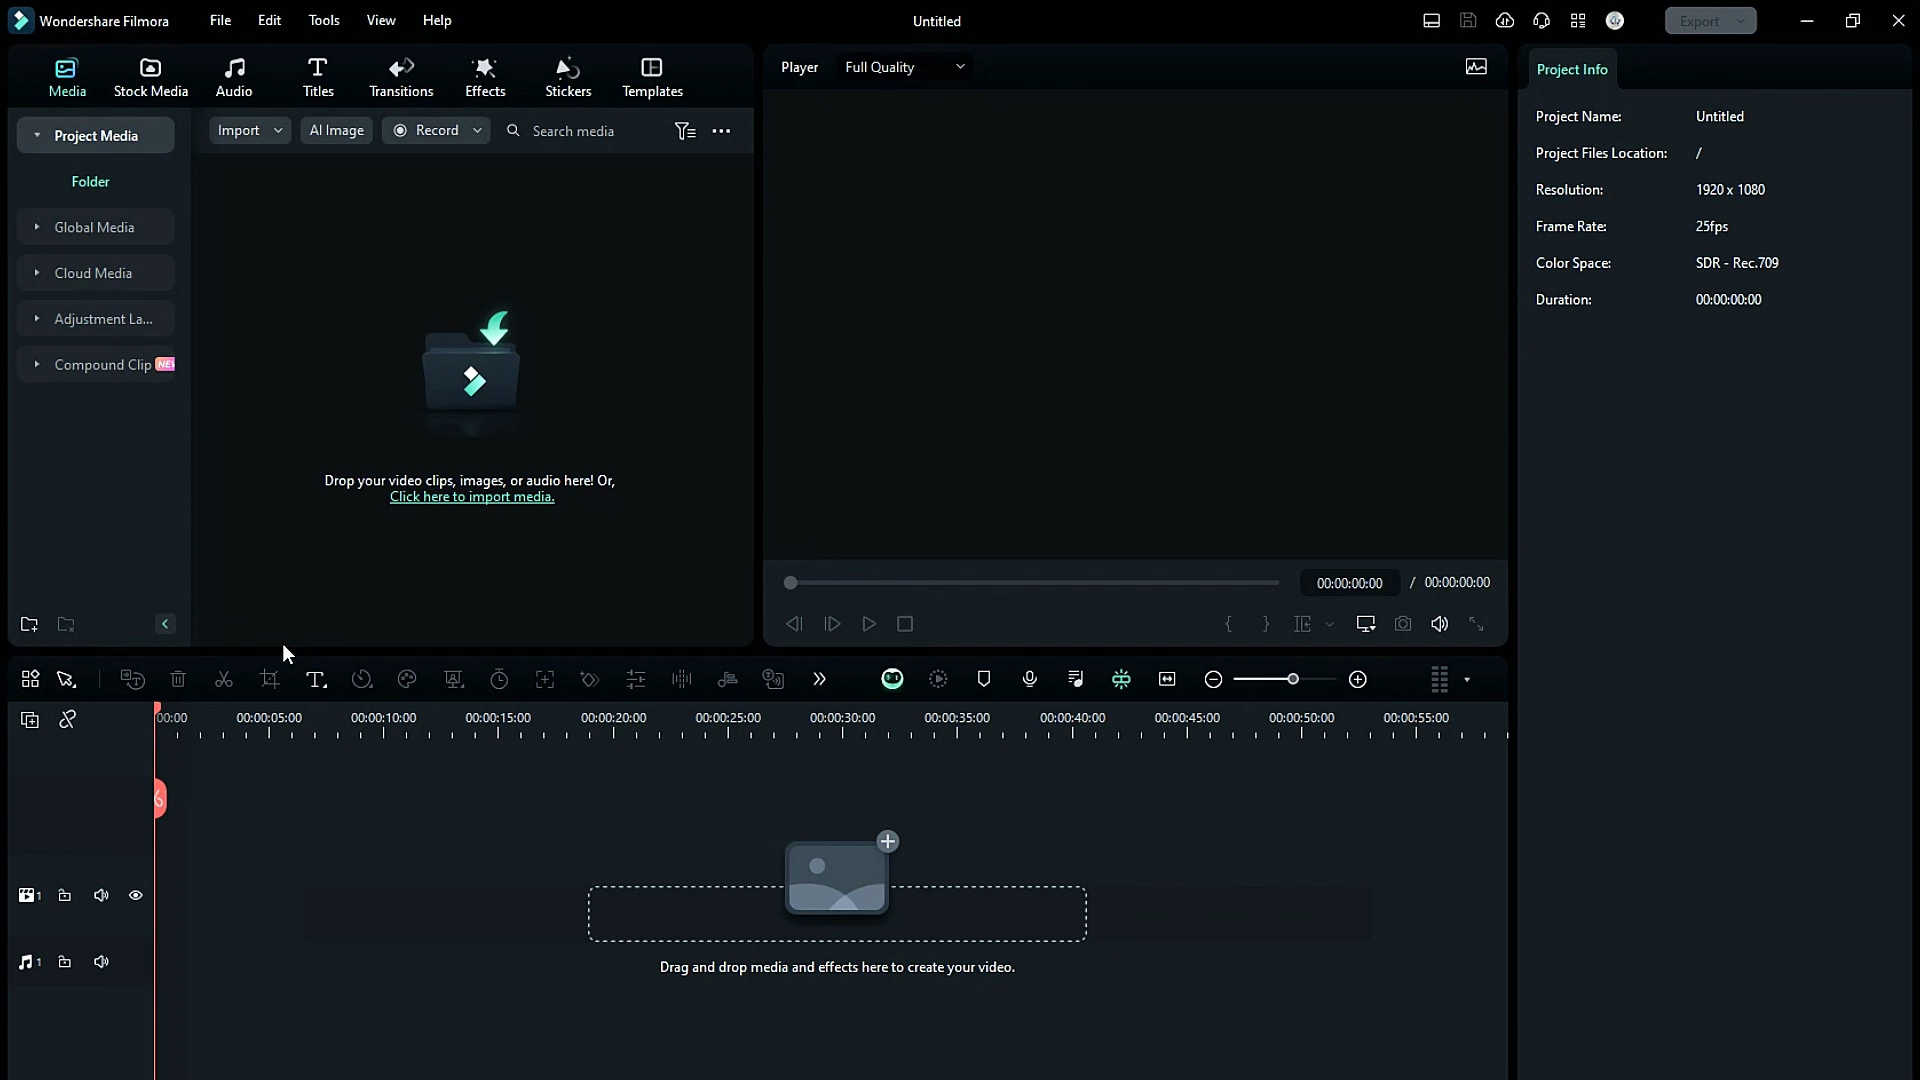 Wondershare Filmora
File
Edit
Tools
View
Help
Untitled
Export
Media
Stock Media
Audio
Titles
Transitions
Effects
Stickers
Templates
Player
Full Quality
Project Info
Project Media
Import
AI Image
Record
Search media
Folder
Global Media
Cloud Media
Adjustment La...
Compound Clip
Drop your video clips, images, or audio here! Or,
Click here to import media.
Project Name: Untitled
Project Files Location: /
Resolution: 1920 x 1080
Frame Rate: 25fps
Color Space: SDR - Rec.709
Duration: 00:00:00:00
00:00:00:00 / 00:00:00:00
00:00 00:00:05:00 00:00:10:00 00:00:15:00 00:00:20:00 00:00:25:00 00:00:30:00 00:00:35:00 00:00:40:00 00:00:45:00 00:00:50:00 00:00:55:00
1
1
Drag and drop media and effects here to create your video.